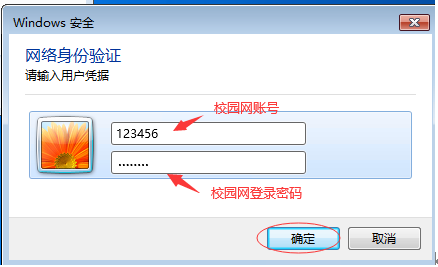 Windows 安全
网络身份验证
请输入用户凭据
校园网账号
123456
••••••••
校园网登录密码
确定
取消